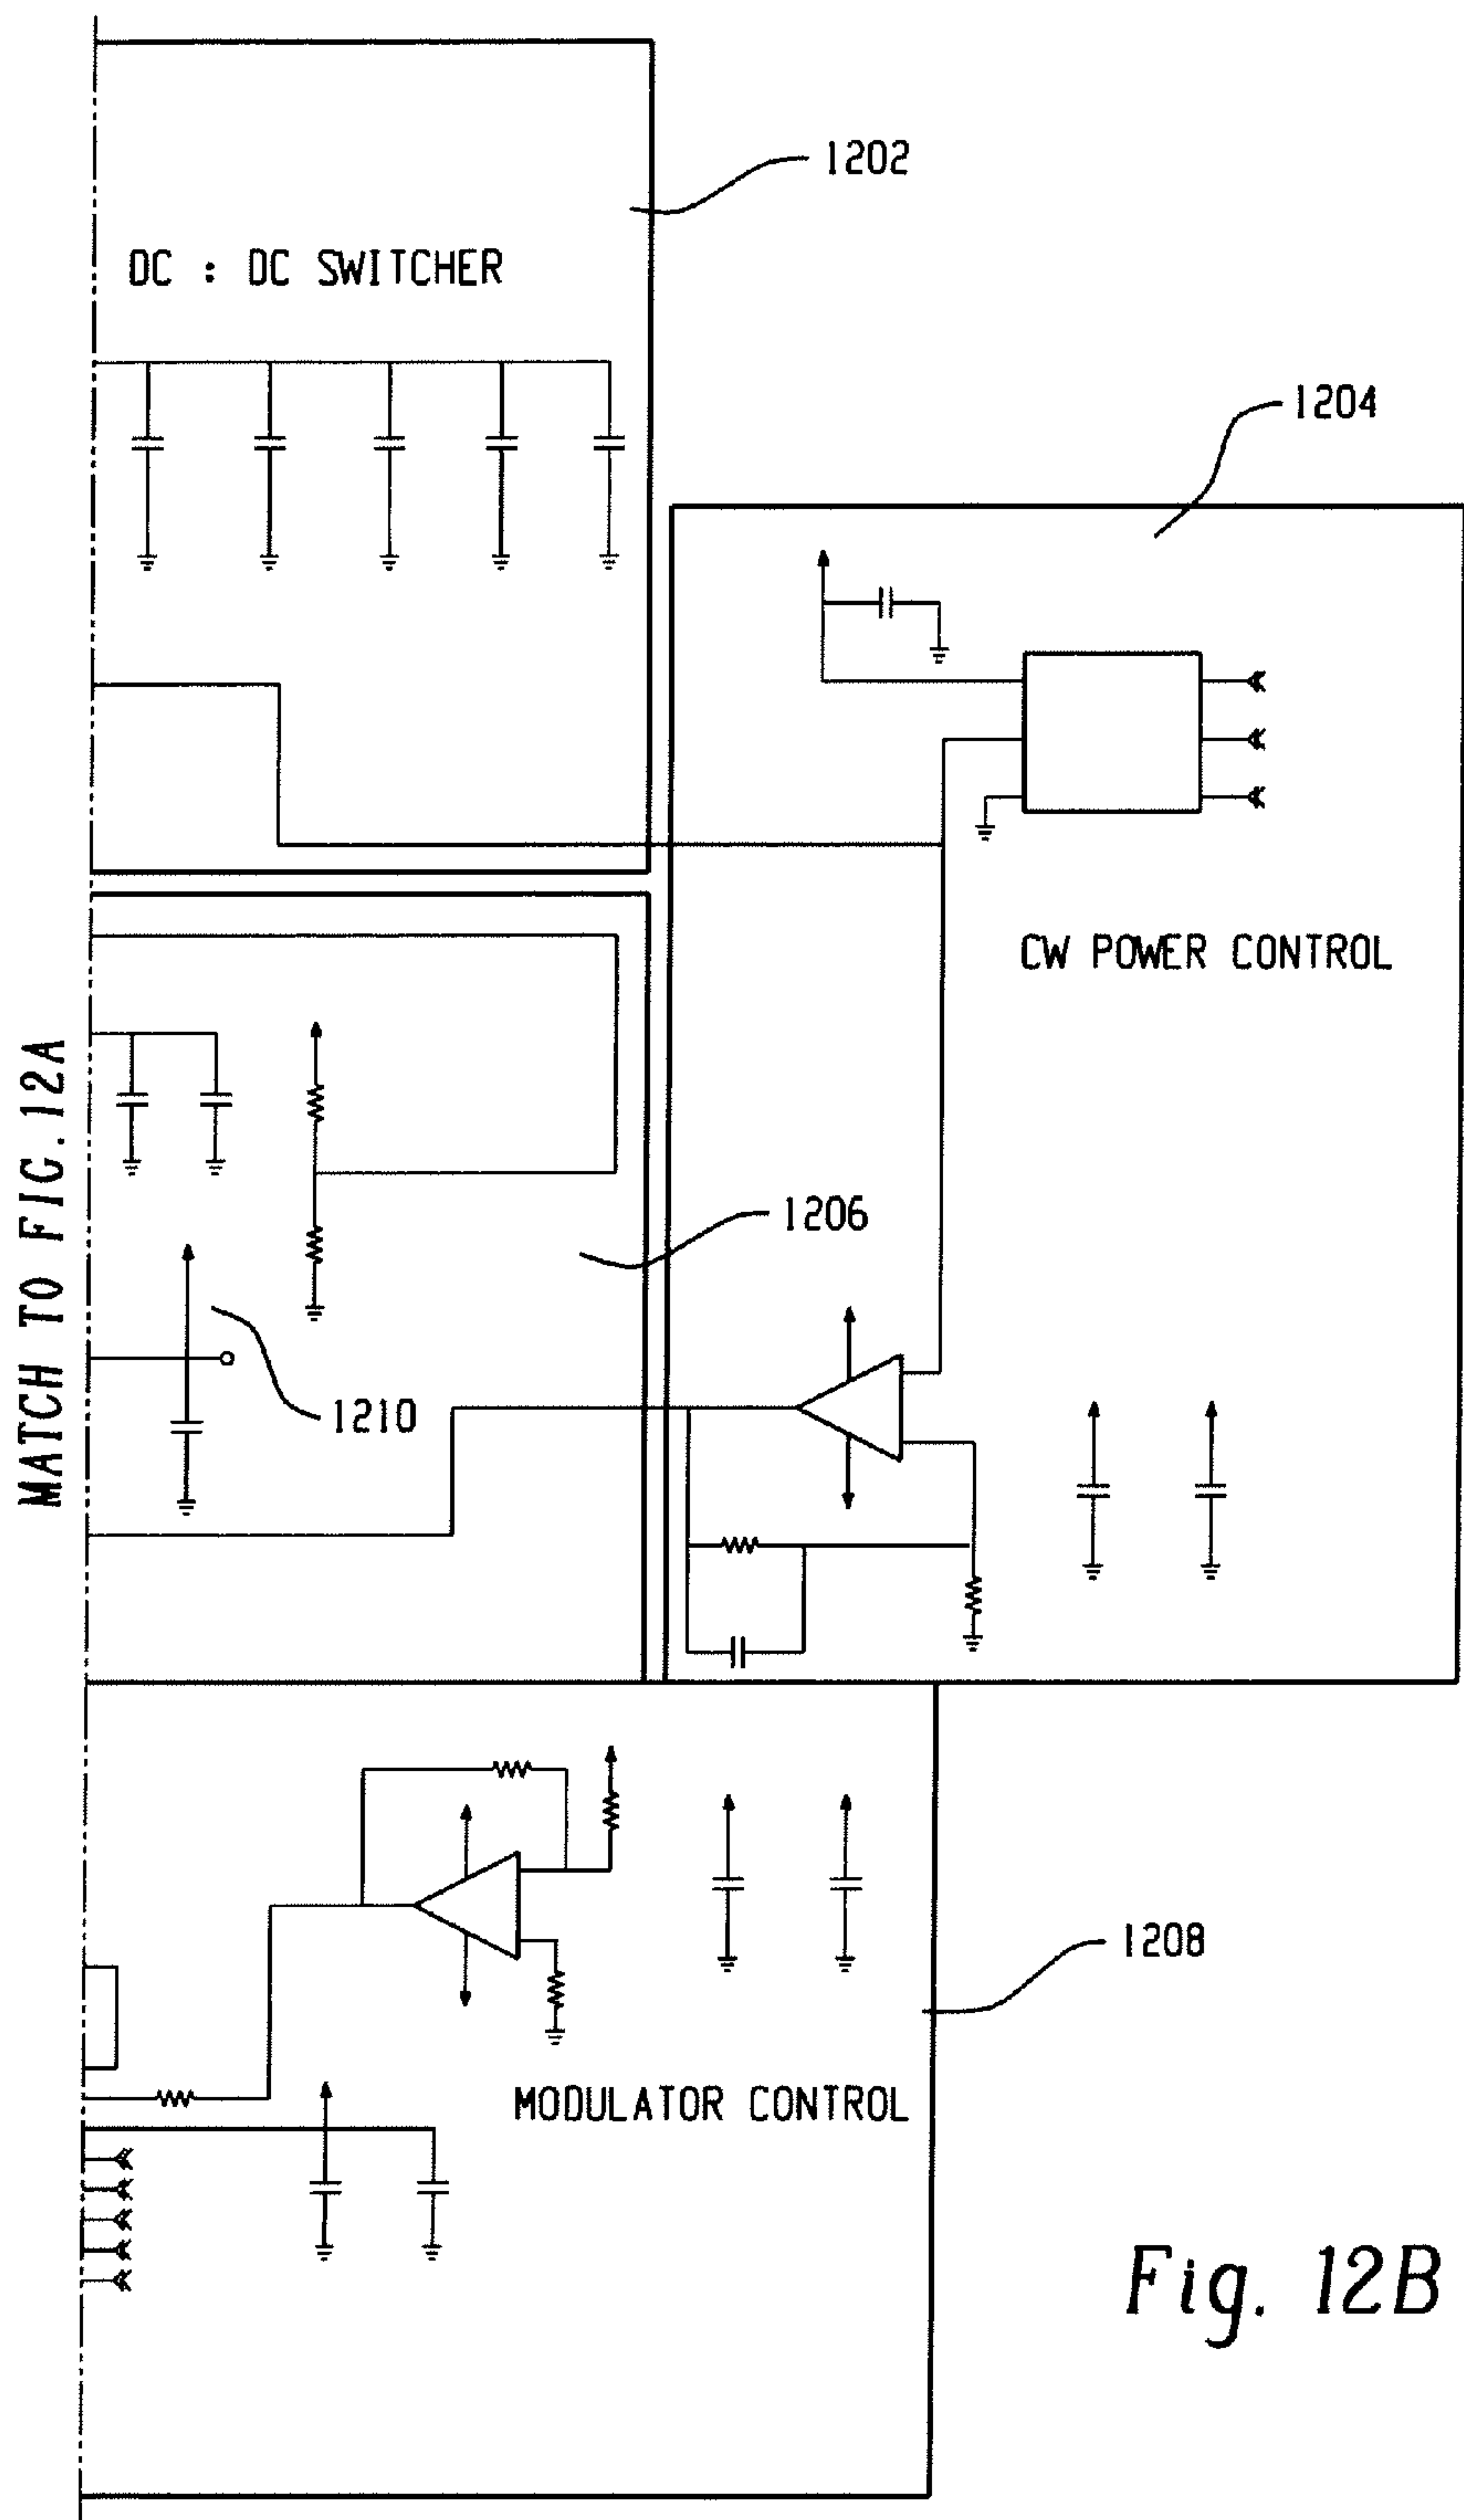 1202
DC : DC SWITCHER
1204
CW POWER CONTROL
MATCH TO FIG.12A
1206
1210
1208
MODULATOR CONTROL
Fig. 12B